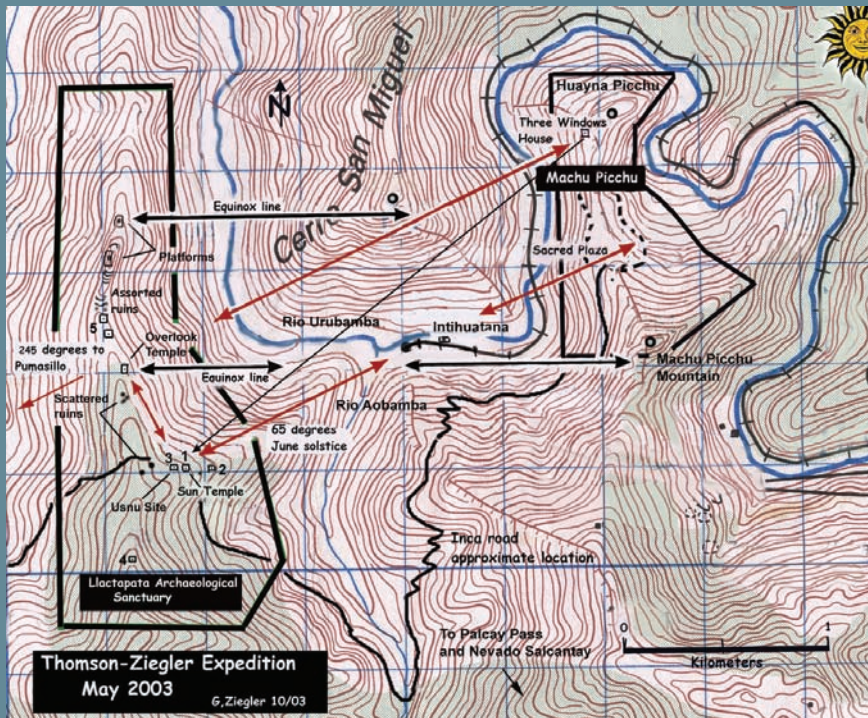 Huayna Picchu
N
Cerro San Miguel
Three Windows
House
Machu Picchu
Equinox line
Sacred Plaza
Platforms
Assorted
ruins
Rio Urubamba
Intihuatana
5
Overlook
Temple
245 degrees to
Pumasillo
Equinox line
Machu Picchu
Mountain
Scattered
ruins
Rio Aobamba
65 degrees
June solstice
3 1 2
Sun Temple
Usnu Site
Inca road
approximate location
4
Llactapata Archaeological
Sanctuary
0 1
Kilometers
To Palcay Pass
and Nevado Salcantay
Thomson-Ziegler Expedition
May 2003
G,Ziegler 10/03